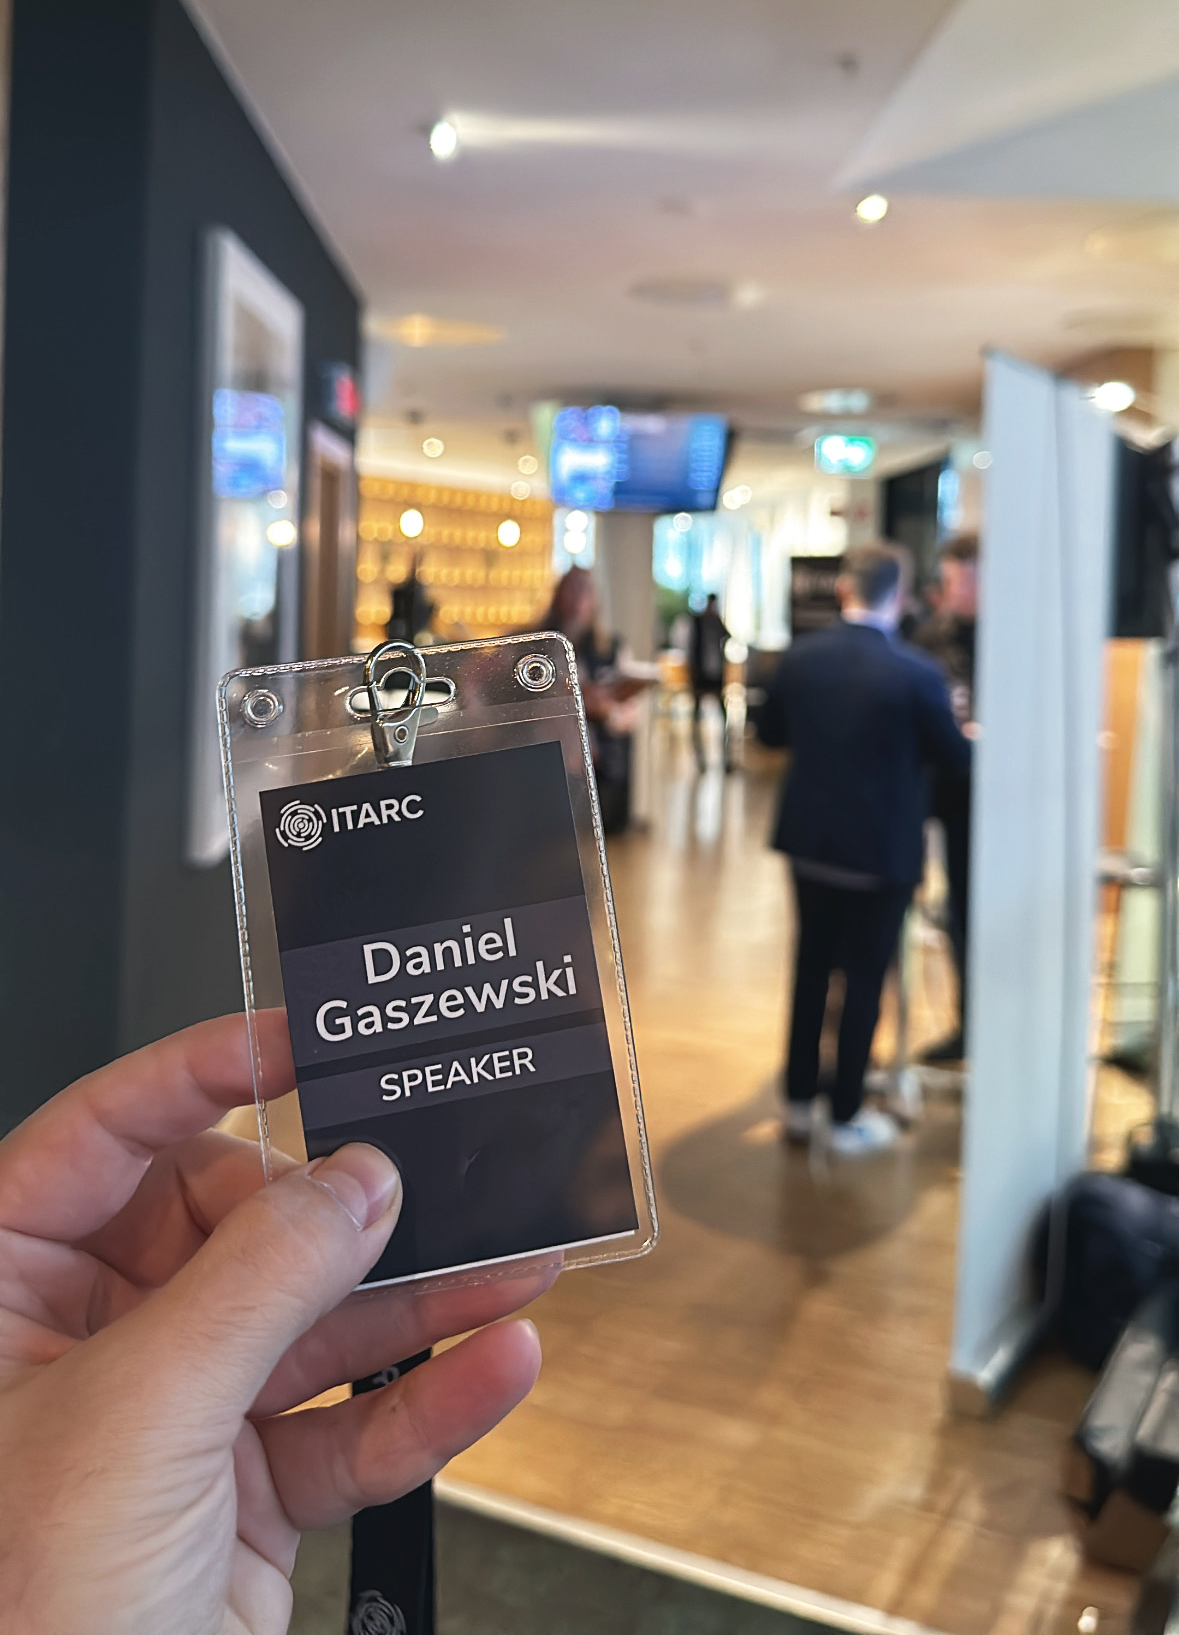 ITARC
Daniel
Gaszewski
SPEAKER